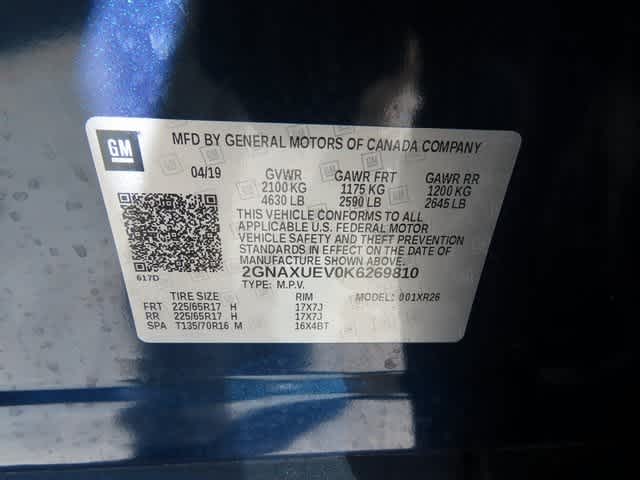 GM
MFD BY GENERAL MOTORS OF CANADA COMPANY
04/19 GVWR GAWR FRT GAWR RR
2100 KG 1175 KG 1200 KG
4630 LB 2590 LB 2645 LB
THIS VEHICLE CONFORMS TO ALL
APPLICABLE U.S. FEDERAL MOTOR
VEHICLE SAFETY AND THEFT PREVENTION
STANDARDS IN EFFECT ON THE DATE OF
MANUFACTURE SHOWN ABOVE.
2GNAXUEV0K6269810
617D
TYPE: M.P.V.
TIRE SIZE RIM MODEL: 001XR26
FRT 225/65R17 H 17X7J
RR 225/65R17 H 17X7J
SPA T135/70R16 M 16X4BT